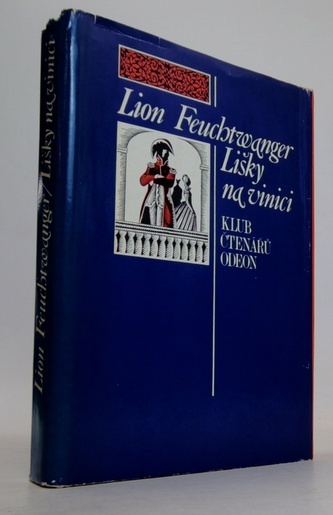 Lion Feuchtwanger
Lišky
na vinici
KLUB
ČTENÁŘŮ
ODEON
Lion Feuchtwanger / Lišky na vinici